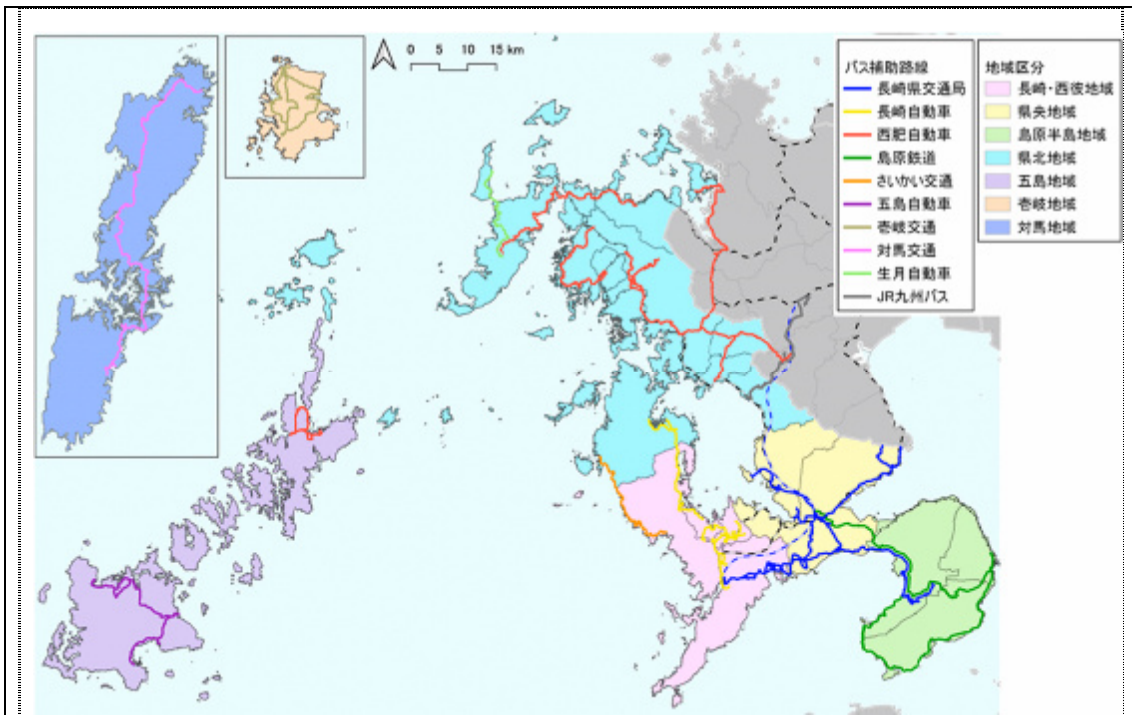 0 5 10 15 km
バス補助路線
長崎県交通局
長崎自動車
西肥自動車
島原鉄道
さいかい交通
五島自動車
壱岐交通
対馬交通
生月自動車
JR九州バス
地域区分
長崎・西彼地域
県央地域
島原半島地域
県北地域
五島地域
壱岐地域
対馬地域